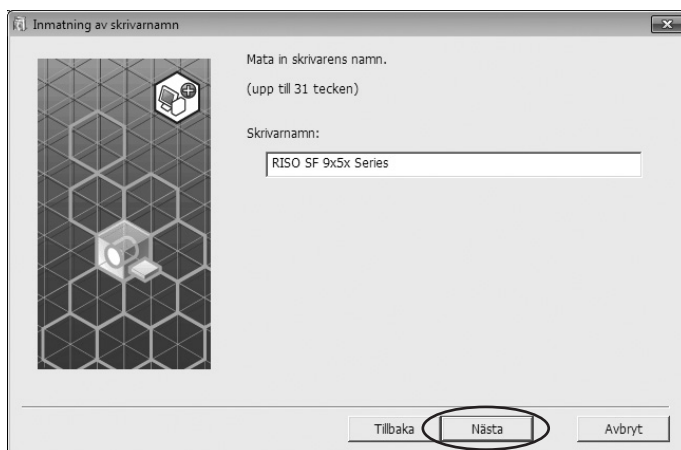 Inmatning av skrivarnamn
Mata in skrivarens namn.
(upp till 31 tecken)
Skrivarnamn:
RISO SF 9x5x Series
Tillbaka
Nästa
Avbryt